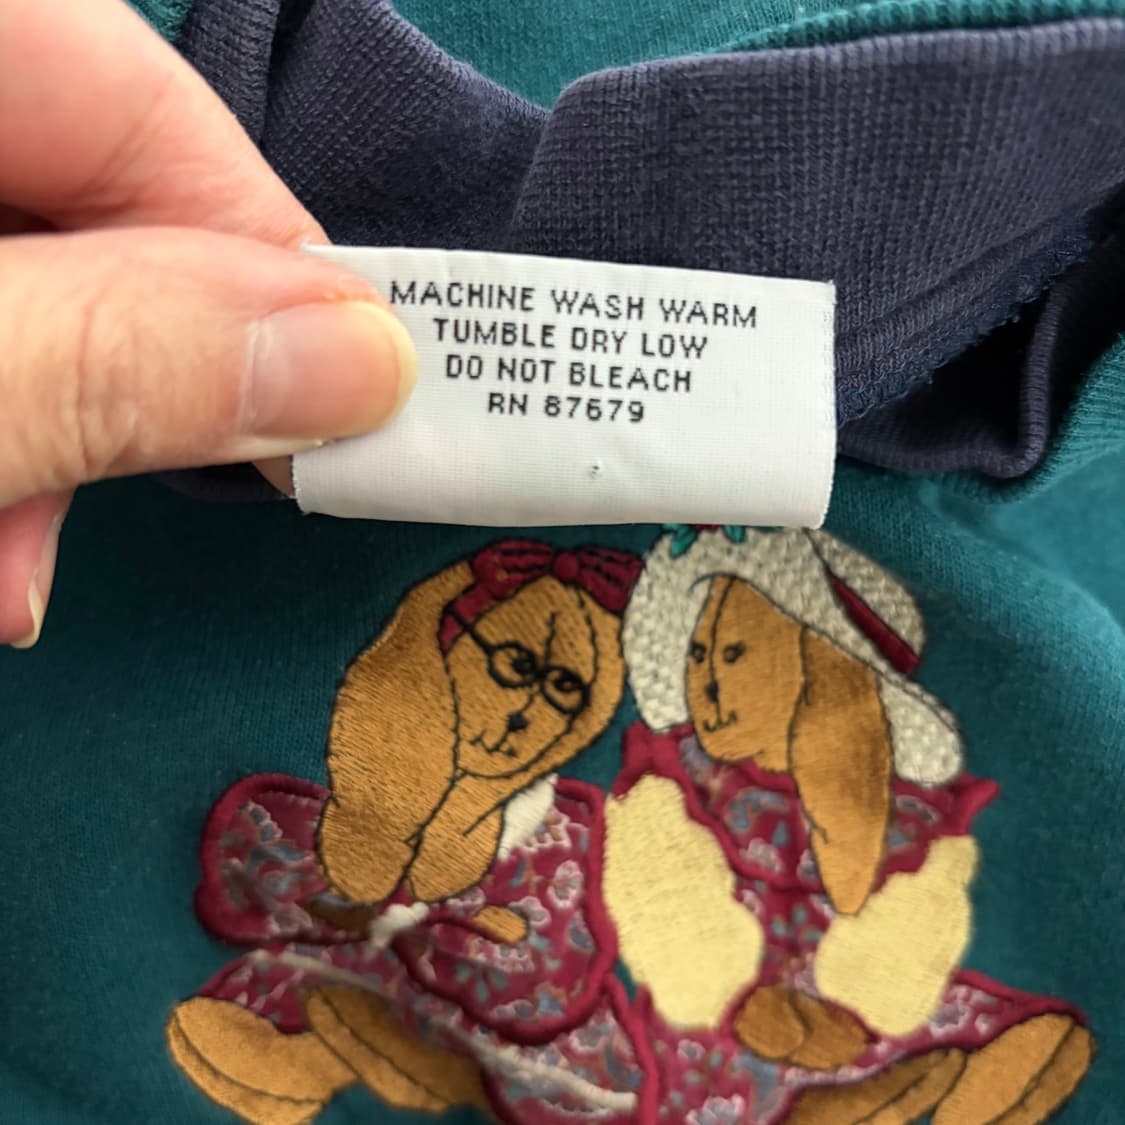 MACHINE WASH WARM
TUMBLE DRY LOW
DO NOT BLEACH
RN 87679